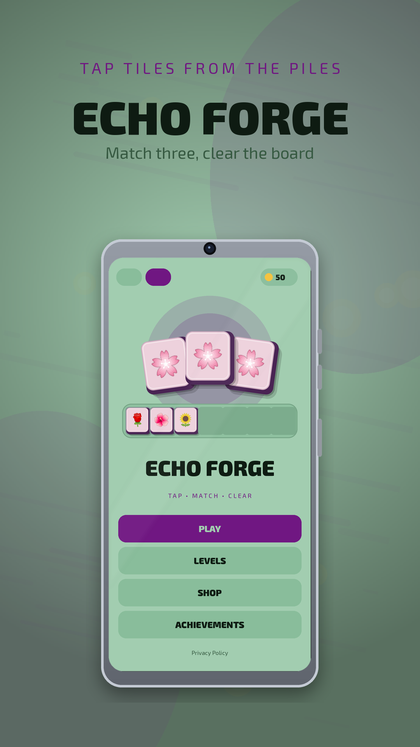 TAP TILES FROM THE PILES
ECHO FORGE
Match three, clear the board
50
ECHO FORGE
TAP • MATCH • CLEAR
PLAY
LEVELS
SHOP
ACHIEVEMENTS
Privacy Policy